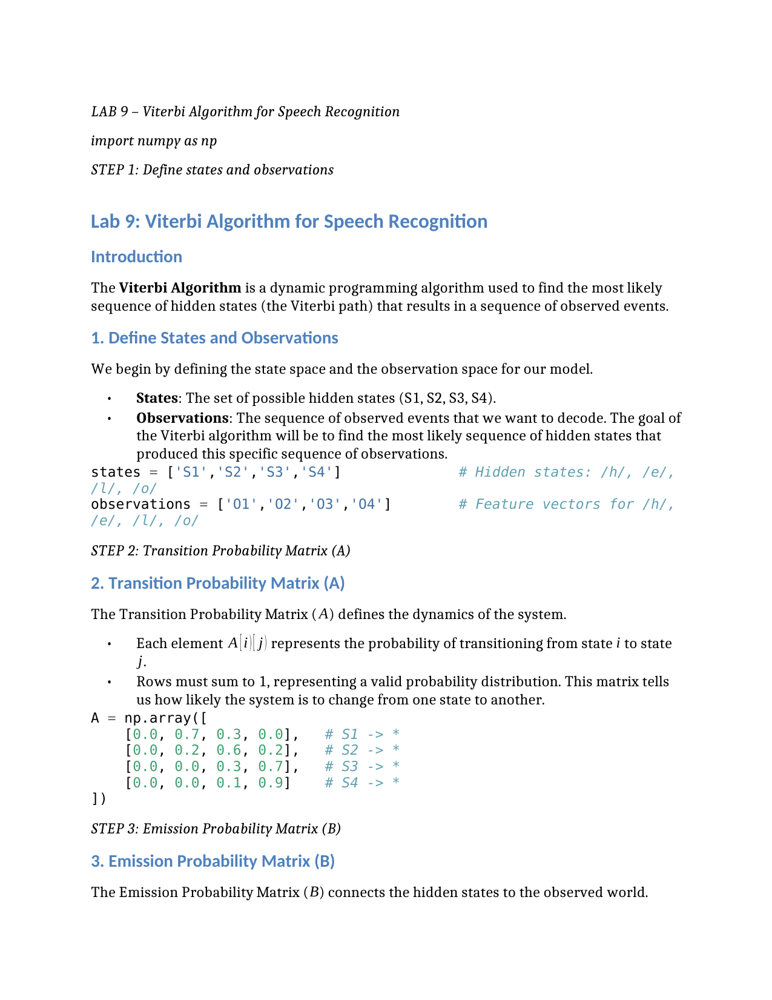 LAB 9 – Viterbi Algorithm for Speech Recognition
import numpy as np
STEP 1: Define states and observations
Lab 9: Viterbi Algorithm for Speech Recognition
Introduction
The Viterbi Algorithm is a dynamic programming algorithm used to find the most likely
sequence of hidden states (the Viterbi path) that results in a sequence of observed events.
1. Define States and Observations
We begin by defining the state space and the observation space for our model.
• States: The set of possible hidden states (S1, S2, S3, S4).
• Observations: The sequence of observed events that we want to decode. The goal of
the Viterbi algorithm will be to find the most likely sequence of hidden states that
produced this specific sequence of observations.
states = ['S1','S2','S3','S4']              # Hidden states: /h/, /e/,
/l/, /o/
observations = ['O1','O2','O3','O4']        # Feature vectors for /h/,
/e/, /l/, /o/
STEP 2: Transition Probability Matrix (A)
2. Transition Probability Matrix (A)
The Transition Probability Matrix (A) defines the dynamics of the system.
• Each element A[i)[j) represents the probability of transitioning from state i to state
j.
• Rows must sum to 1, representing a valid probability distribution. This matrix tells
us how likely the system is to change from one state to another.
A = np.array([
    [0.0, 0.7, 0.3, 0.0],   # S1 -> *
    [0.0, 0.2, 0.6, 0.2],   # S2 -> *
    [0.0, 0.0, 0.3, 0.7],   # S3 -> *
    [0.0, 0.0, 0.1, 0.9]    # S4 -> *
])
STEP 3: Emission Probability Matrix (B)
3. Emission Probability Matrix (B)
The Emission Probability Matrix (B) connects the hidden states to the observed world.